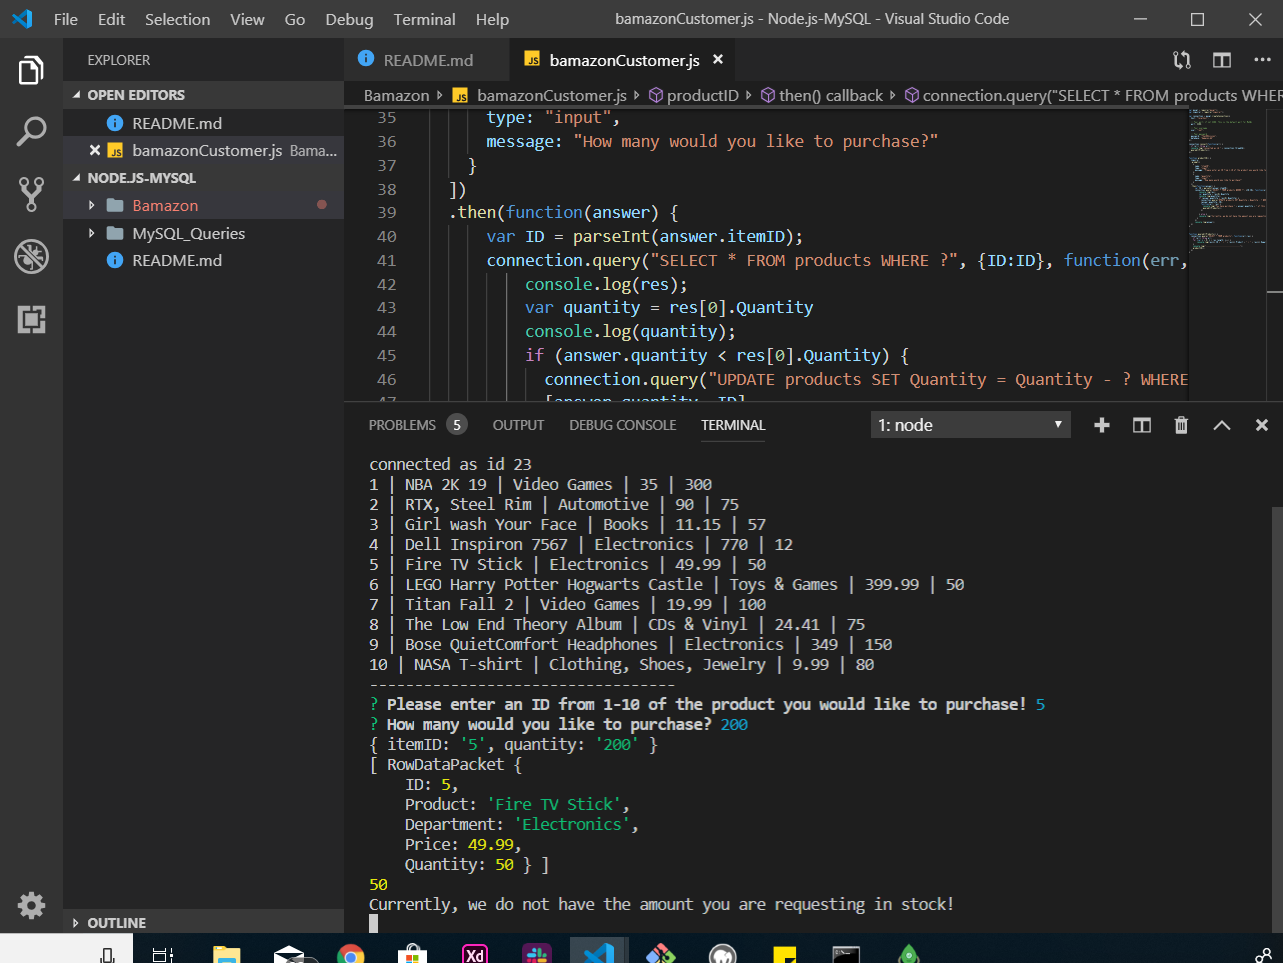 File Edit Selection View Go Debug Terminal Help bamazonCustomer.js - Node.js-MySQL - Visual Studio Code
EXPLORER
OPEN EDITORS
README.md
bamazonCustomer.js Bama...
NODE.JS-MYSQL
Bamazon
MySQL_Queries
README.md
OUTLINE
README.md bamazonCustomer.js
Bamazon bamazonCustomer.js productID then() callback connection.query("SELECT * FROM products WHERE
35 type: "input",
36 message: "How many would you like to purchase?"
37 }
38 ])
39 .then(function(answer) {
40 var ID = parseInt(answer.itemID);
41 connection.query("SELECT * FROM products WHERE ?", {ID:ID}, function(err,
42 console.log(res);
43 var quantity = res[0].Quantity
44 console.log(quantity);
45 if (answer.quantity < res[0].Quantity) {
46 connection.query("UPDATE products SET Quantity = Quantity - ? WHERE
47 [answer.quantity, ID]
PROBLEMS 5 OUTPUT DEBUG CONSOLE TERMINAL 1: node
connected as id 23
1 | NBA 2K 19 | Video Games | 35 | 300
2 | RTX, Steel Rim | Automotive | 90 | 75
3 | Girl wash Your Face | Books | 11.15 | 57
4 | Dell Inspiron 7567 | Electronics | 770 | 12
5 | Fire TV Stick | Electronics | 49.99 | 50
6 | LEGO Harry Potter Hogwarts Castle | Toys & Games | 399.99 | 50
7 | Titan Fall 2 | Video Games | 19.99 | 100
8 | The Low End Theory Album | CDs & Vinyl | 24.41 | 75
9 | Bose QuietComfort Headphones | Electronics | 349 | 150
10 | NASA T-shirt | Clothing, Shoes, Jewelry | 9.99 | 80
----------------------------------
? Please enter an ID from 1-10 of the product you would like to purchase! 5
? How many would you like to purchase? 200
{ itemID: '5', quantity: '200' }
[ RowDataPacket {
ID: 5,
Product: 'Fire TV Stick',
Department: 'Electronics',
Price: 49.99,
Quantity: 50 } ]
50
Currently, we do not have the amount you are requesting in stock!
Xd